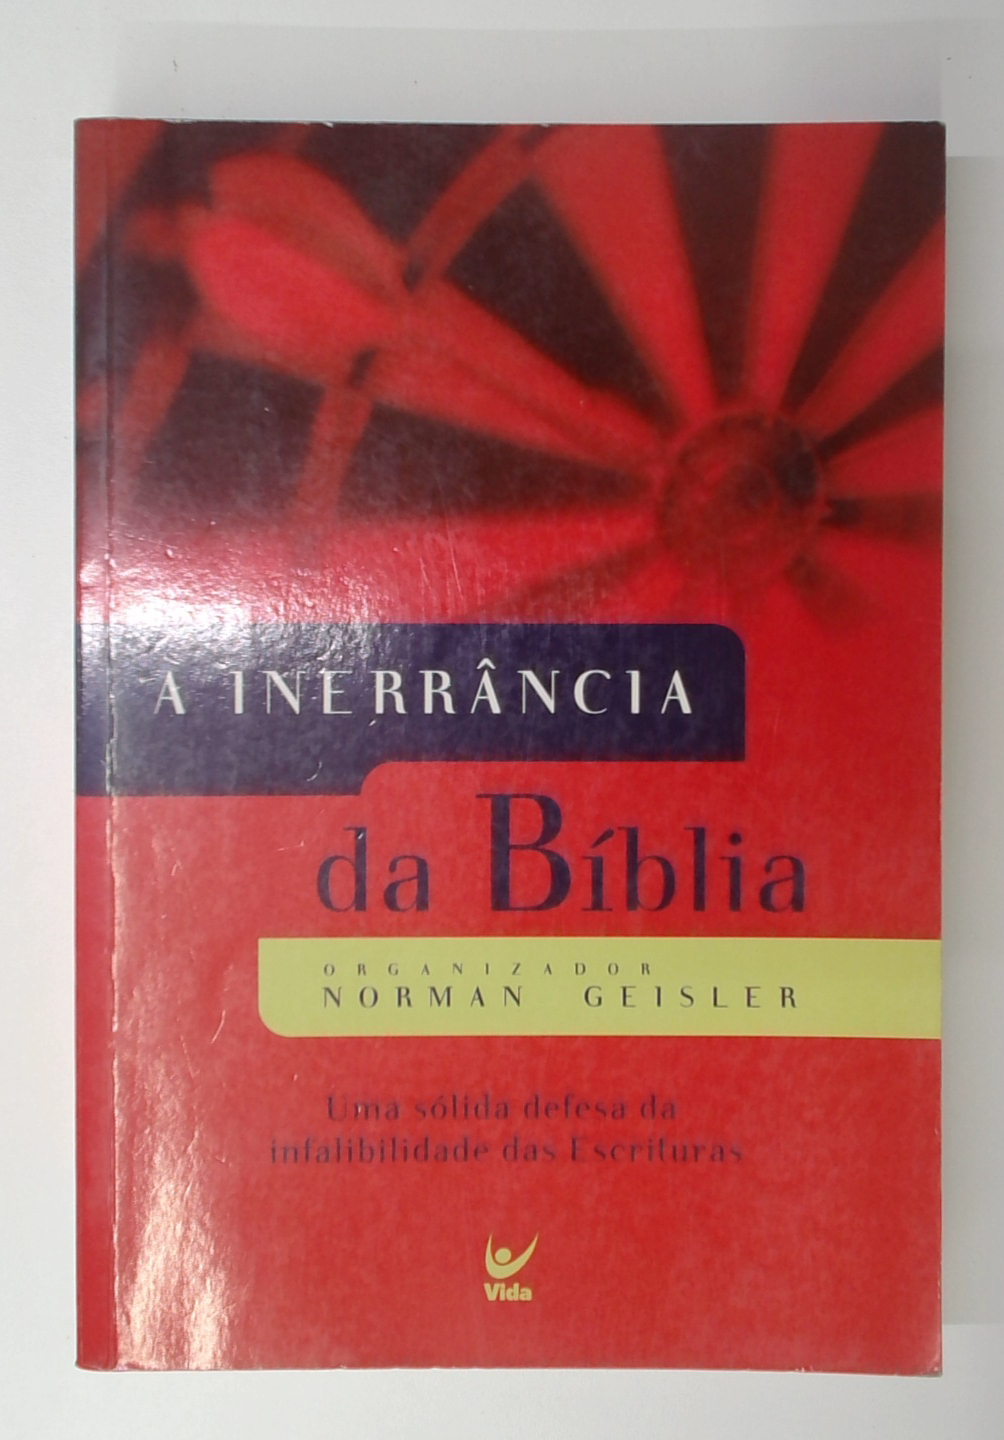 A INERRÂNCIA
da Bíblia
ORGANIZADOR
NORMAN GEISLER
Uma sólida defesa da
infalibilidade das Escrituras
Vida